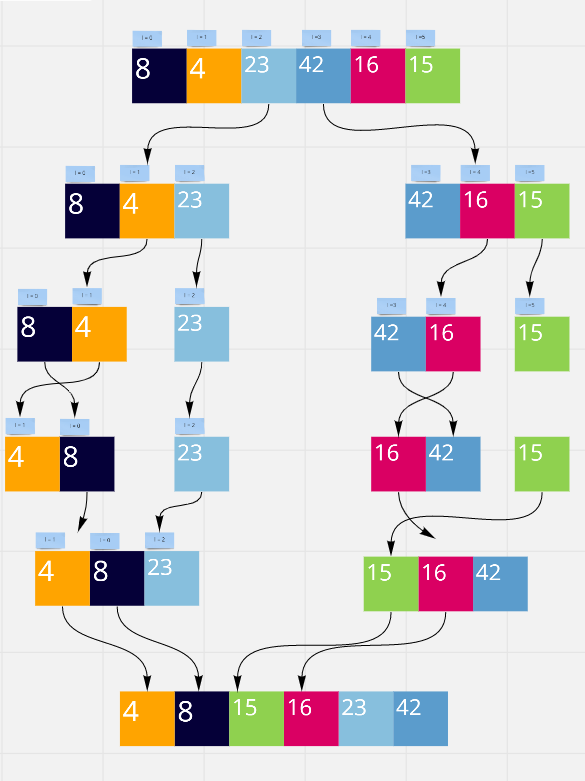 i = 0 i = 1 i = 2 i =3 i = 4 i =5
8 4 23 42 16 15
i = 0 i = 1 i = 2 i =3 i = 4 i =5
8 4 23 42 16 15
i = 0 i = 1 i = 2 i =3 i = 4 i =5
8 4 23 42 16 15
i = 1 i = 0 i = 2
4 8 23 16 42 15
i = 1 i = 0 i = 2
4 8 23 15 16 42
4 8 15 16 23 42